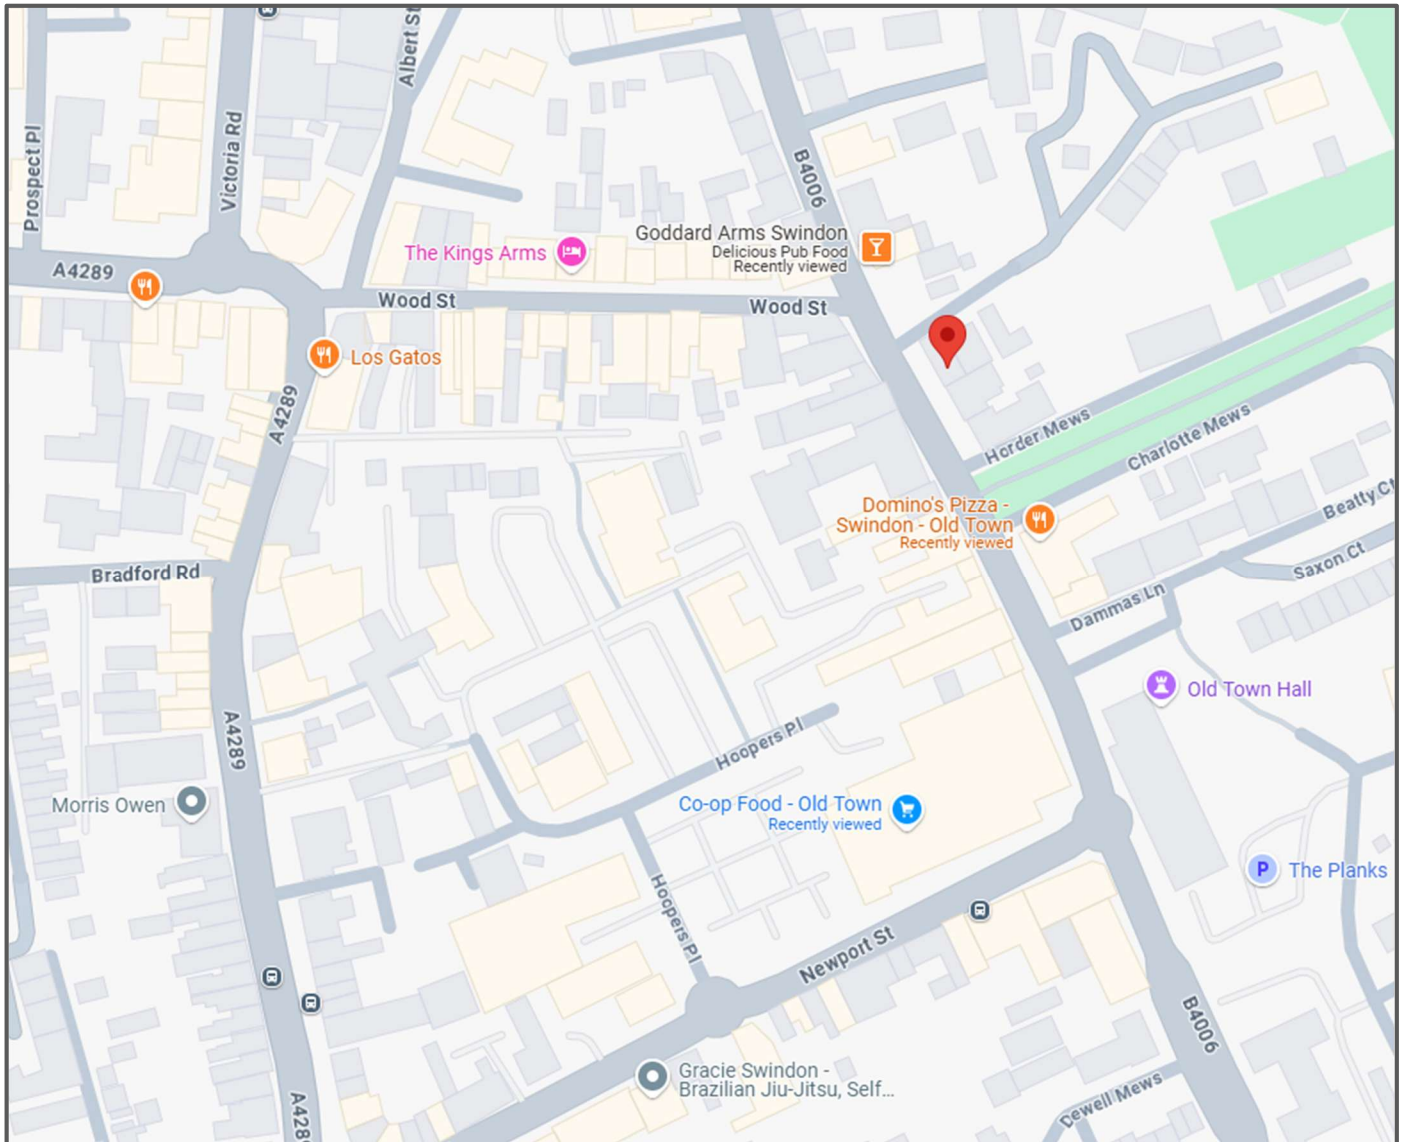 Albert St
Prospect Pl
Victoria Rd
B4006
Goddard Arms Swindon
Delicious Pub Food
Recently viewed
The Kings Arms
A4289
Wood St
Wood St
Los Gatos
A4289
Horder Mews
Charlotte Mews
Domino's Pizza -
Swindon - Old Town
Recently viewed
Beatty Ct
Saxon Ct
Bradford Rd
Dammas Ln
Old Town Hall
A4289
Hoopers Pl
Morris Owen
Co-op Food - Old Town
Recently viewed
P
The Planks
Hoopers Pl
Newport St
B4006
Gracie Swindon -
Brazilian Jiu-Jitsu, Self...
Dewell Mews
A428